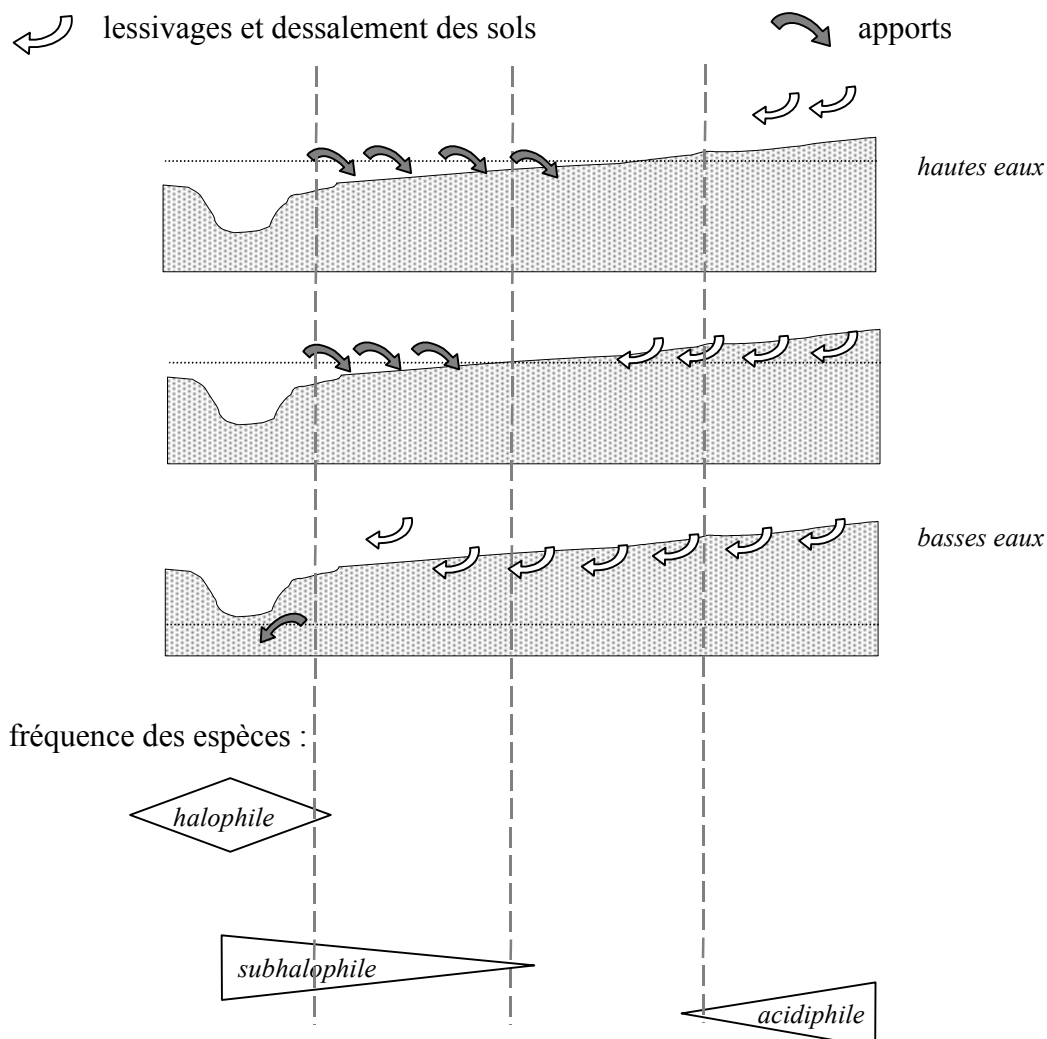 lessivages et dessalement des sols
apports
hautes eaux
basses eaux
fréquence des espèces :
halophile
subhalophile
acidiphile